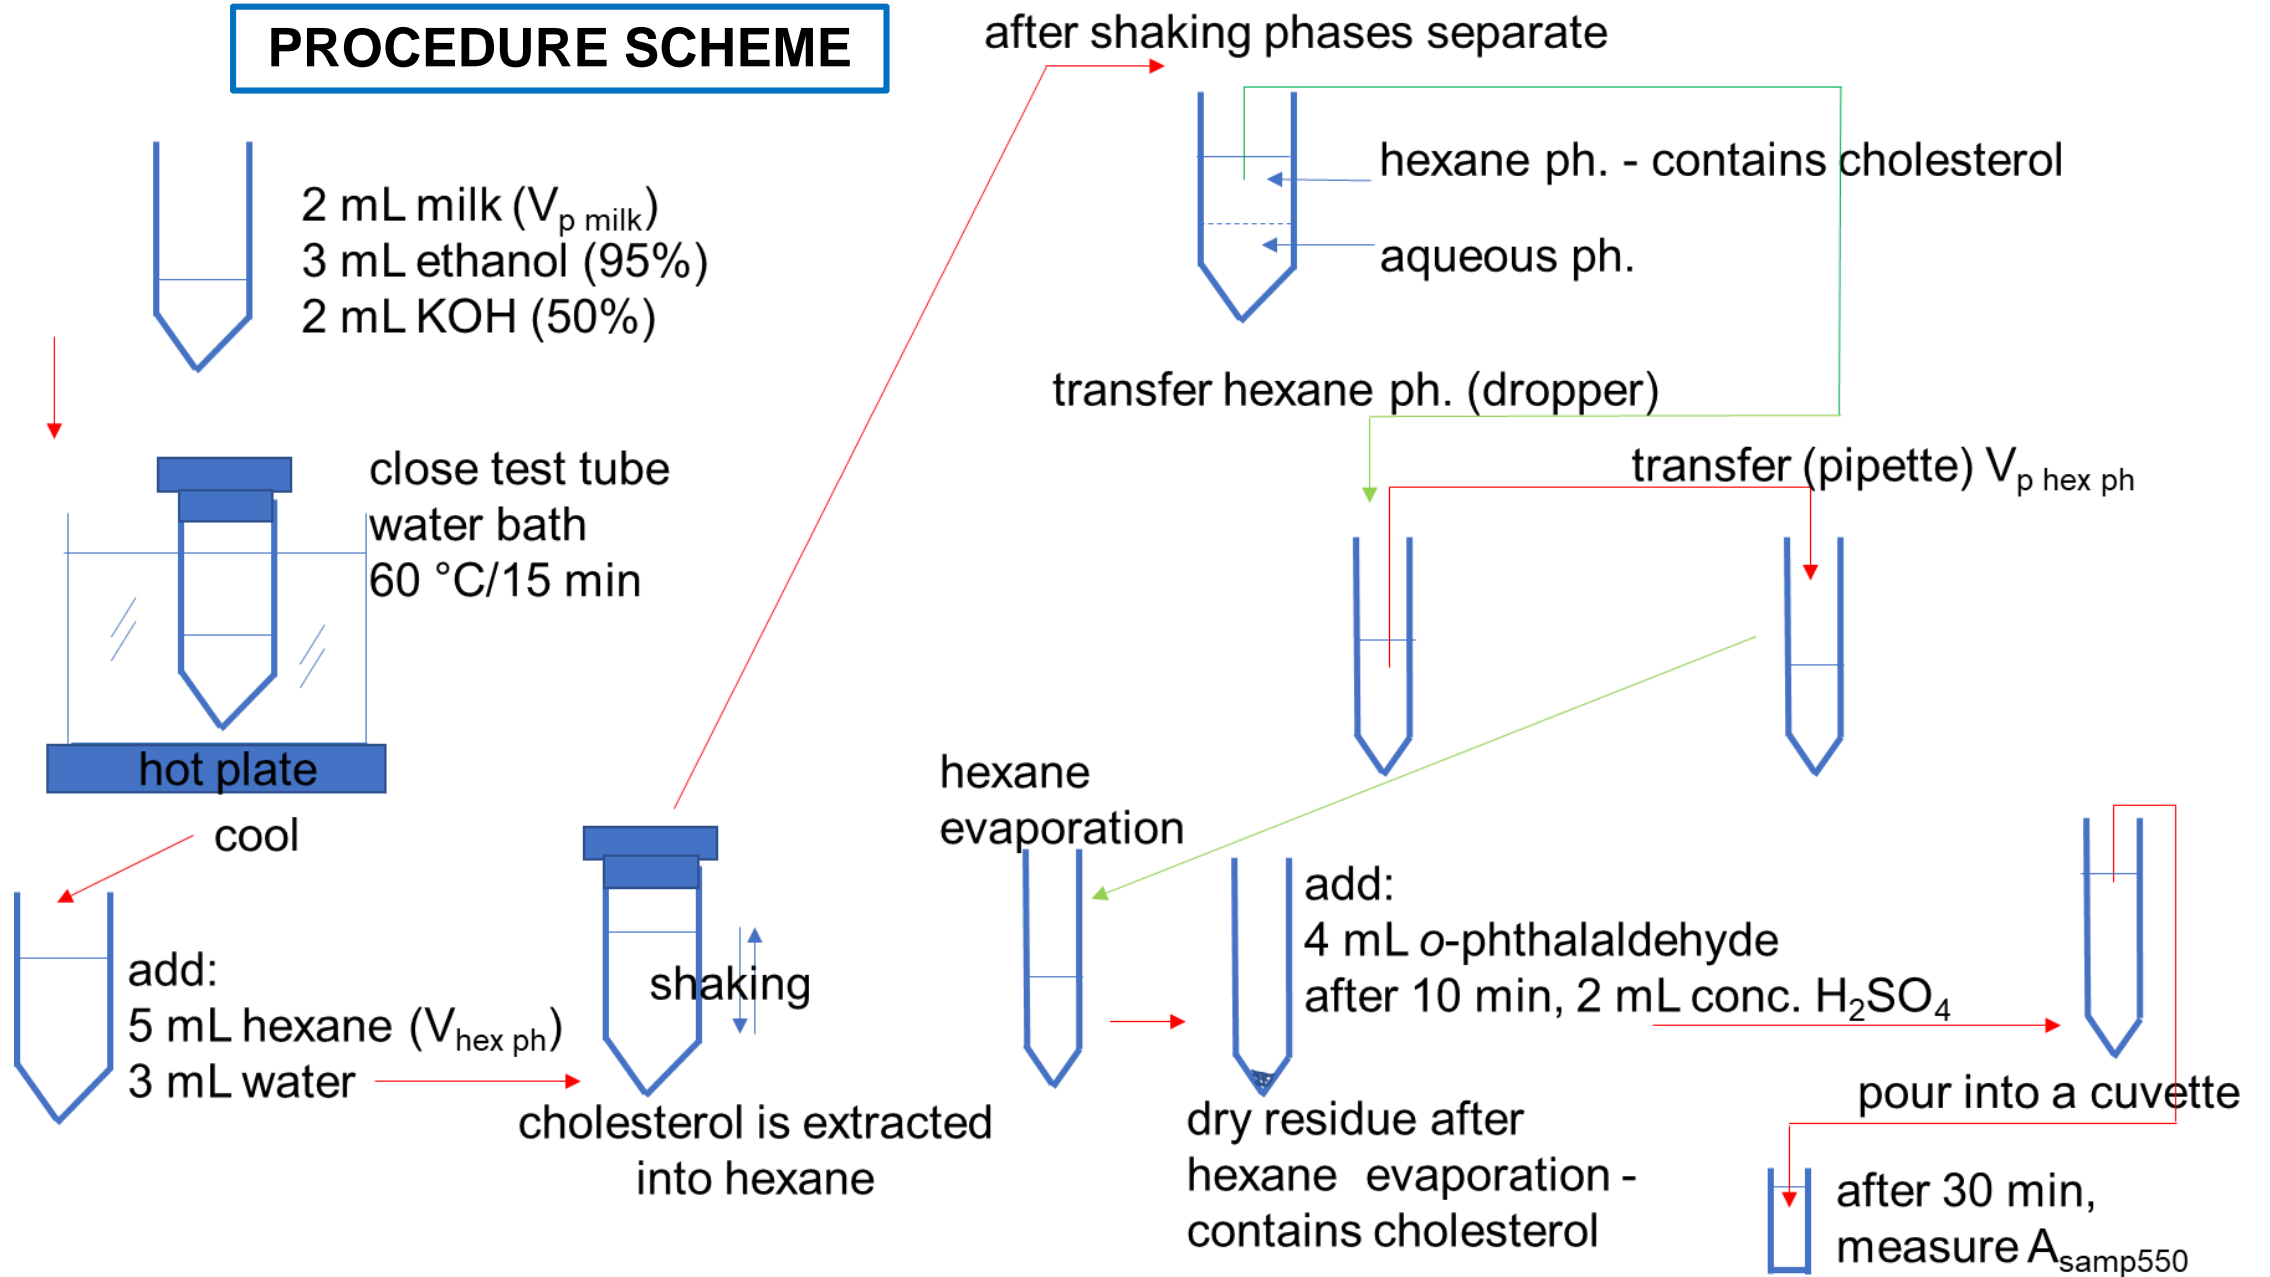 PROCEDURE SCHEME
2 mL milk (Vp milk)
3 mL ethanol (95%)
2 mL KOH (50%)
close test tube
water bath
60 °C/15 min
hot plate
cool
add:
5 mL hexane (Vhex ph)
3 mL water
shaking
cholesterol is extracted
into hexane
after shaking phases separate
hexane ph. - contains cholesterol
aqueous ph.
transfer hexane ph. (dropper)
transfer (pipette) Vp hex ph
hexane
evaporation
dry residue after
hexane evaporation -
contains cholesterol
add:
4 mL o-phthalaldehyde
after 10 min, 2 mL conc. H2SO4
pour into a cuvette
after 30 min,
measure Asamp550